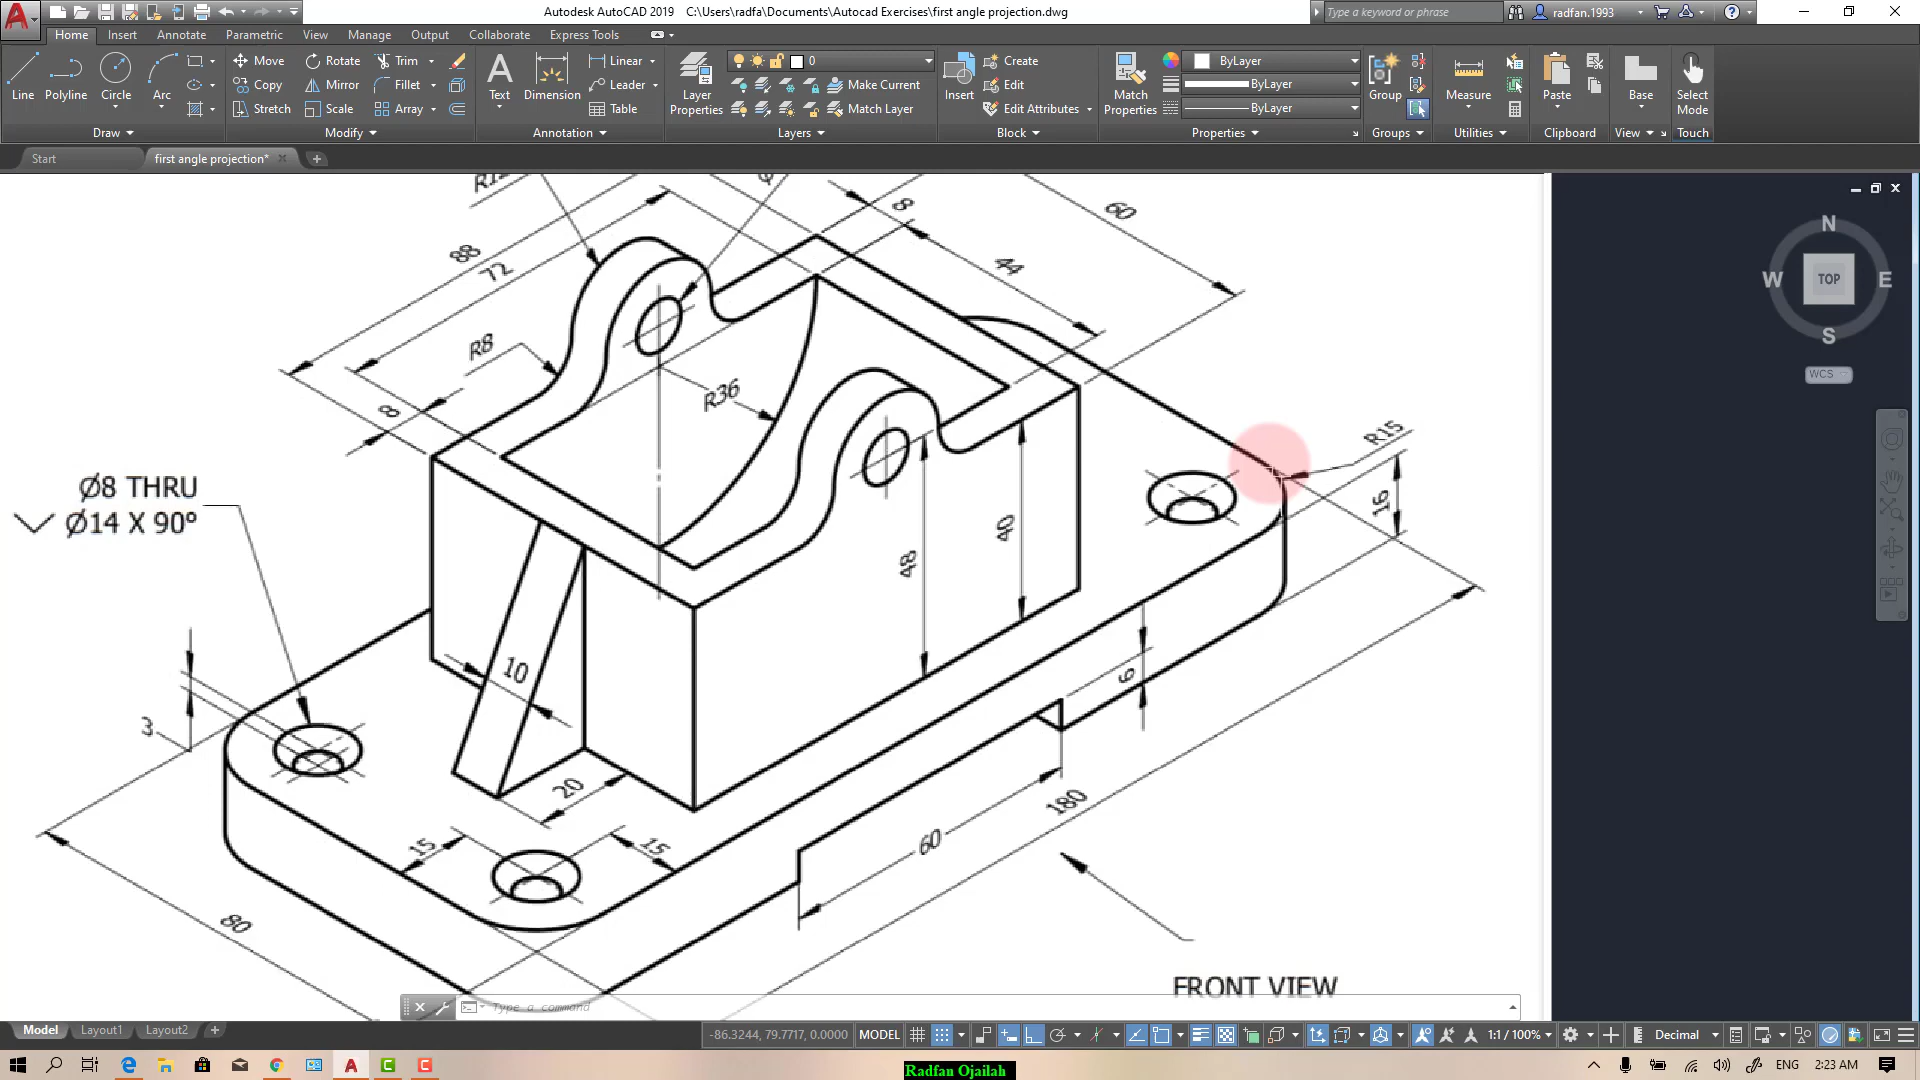 Autodesk AutoCAD 2019 C:\Users\radfa\Documents\Autocad Exercises\first angle projection.dwg
Type a keyword or phrase
radfan.1993
Home Insert Annotate Parametric View Manage Output Collaborate Express Tools
Line Polyline Circle Arc
Move Rotate Trim
Copy Mirror Fillet
Stretch Scale Array
Text Dimension
Linear
Leader
Table
Layer Properties
0
Make Current
Match Layer
Insert
Create
Edit
Edit Attributes
Match Properties
ByLayer
ByLayer
ByLayer
Group
Measure
Paste
Base
Select Mode
Draw Modify Annotation Layers Block Properties Groups Utilities Clipboard View Touch
Start first angle projection*
N
W TOP E
S
WCS
8
60
88
72
44
R8
R36
8
R15
16
Ø8 THRU
Ø14 X 90°
40
48
10
6
3
20
15
15
60
180
80
FRONT VIEW
Type a command
Model Layout1 Layout2
-86.3244, 79.7717, 0.0000 MODEL 1:1 / 100% Decimal
ENG 2:23 AM
Radfan Ojailah